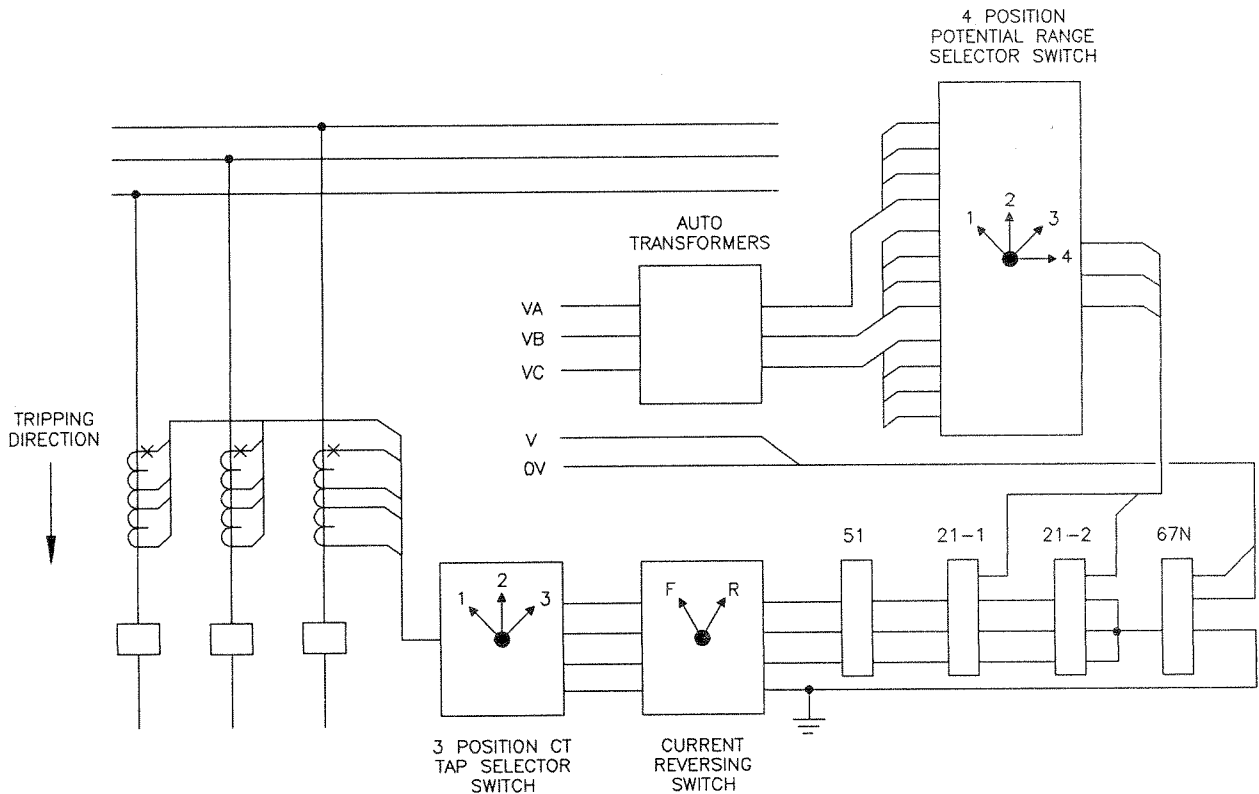 4 POSITION
POTENTIAL RANGE
SELECTOR SWITCH
1
2
3
4
AUTO
TRANSFORMERS
VA
VB
VC
V
0V
TRIPPING
DIRECTION
51
21-1
21-2
67N
1
2
3
F
R
3 POSITION CT
TAP SELECTOR
SWITCH
CURRENT
REVERSING
SWITCH